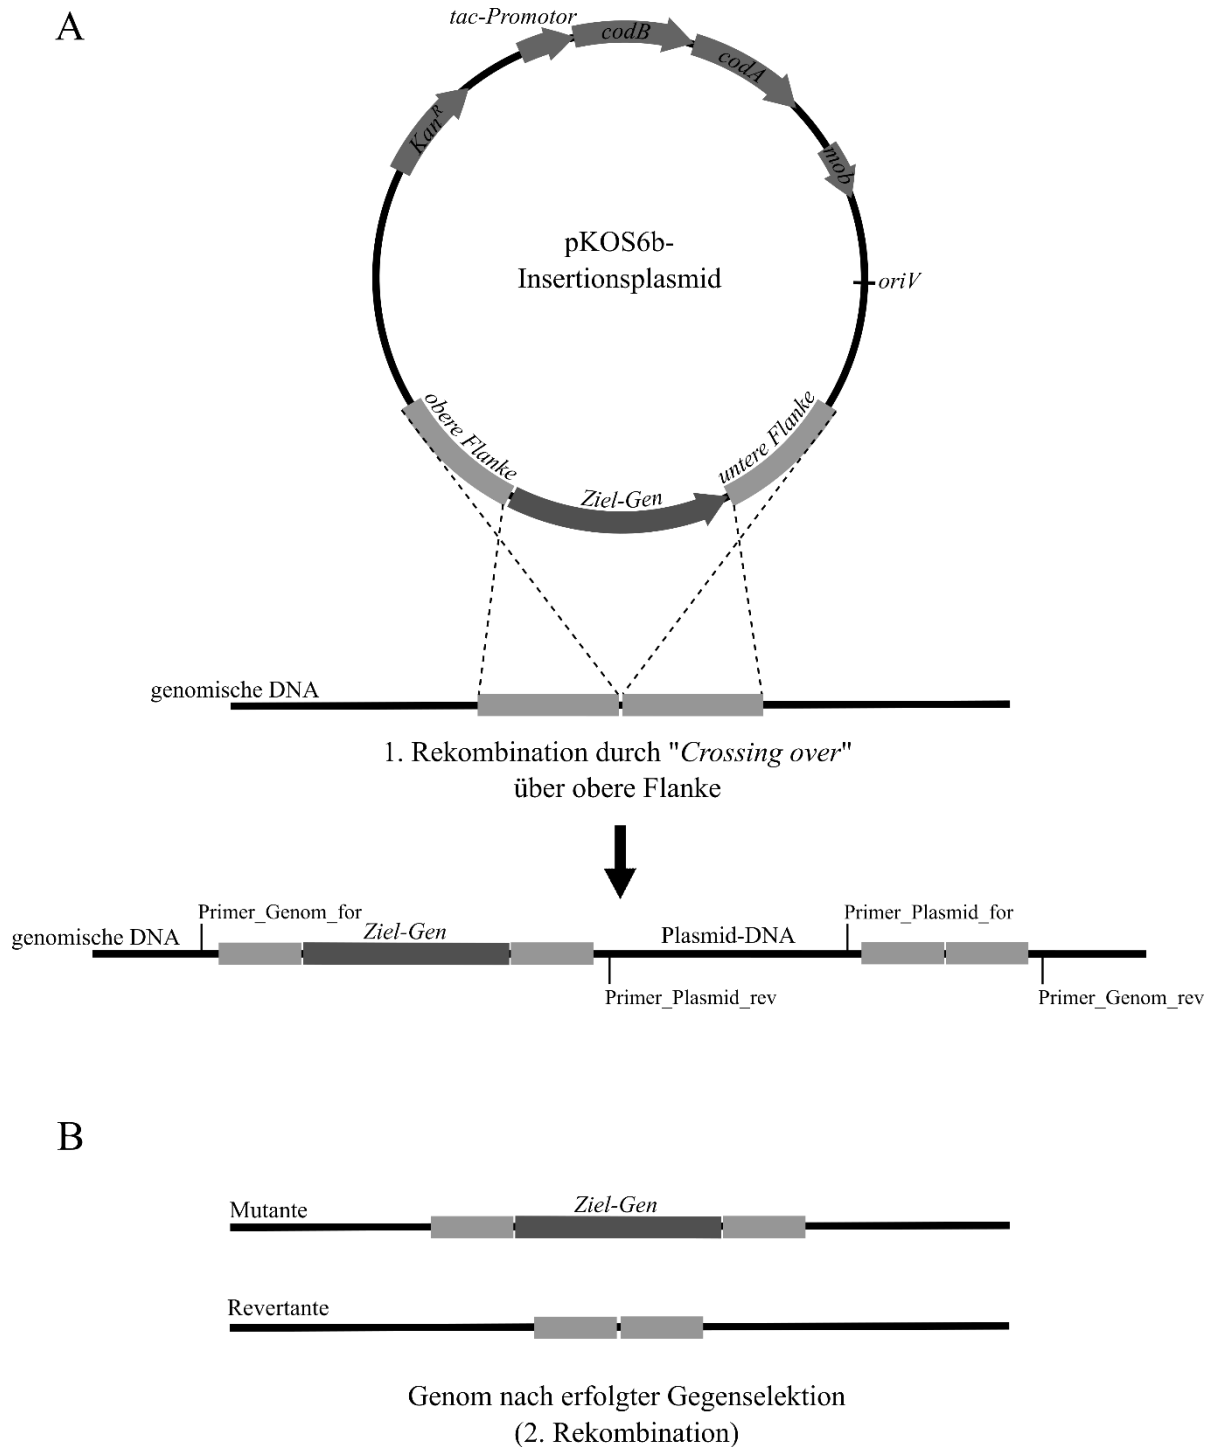 A
tac-Promotor
codB
codA
Kan^R
mob
pKOS6b-
Insertionsplasmid
oriV
obere Flanke
untere Flanke
Ziel-Gen
genomische DNA
1. Rekombination durch "Crossing over"
über obere Flanke
Primer_Genom_for
Primer_Plasmid_for
genomische DNA
Ziel-Gen
Plasmid-DNA
Primer_Plasmid_rev
Primer_Genom_rev
B
Mutante
Ziel-Gen
Revertante
Genom nach erfolgter Gegenselektion
(2. Rekombination)